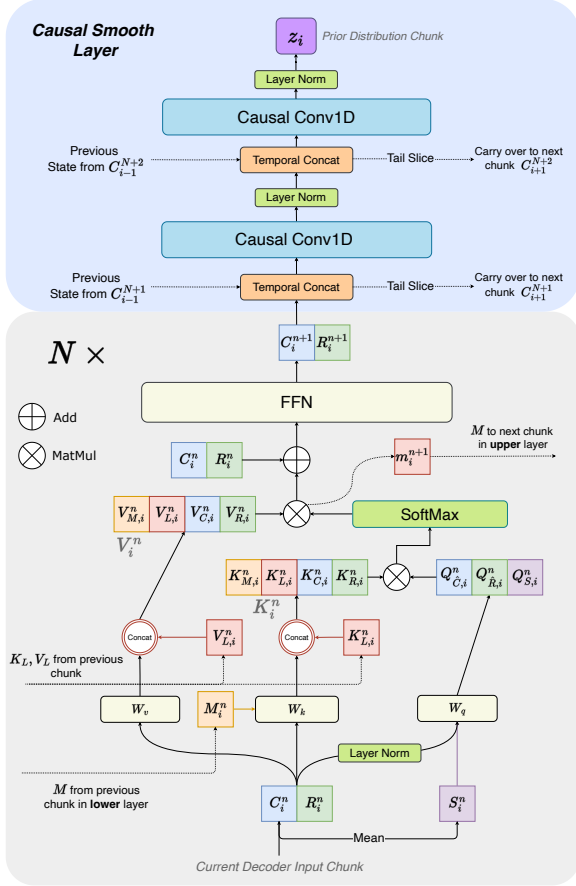 Causal Smooth
Layer
z_i
Prior Distribution Chunk
Layer Norm
Causal Conv1D
Previous
State from C_{i-1}^{N+2}
Temporal Concat
Tail Slice
Carry over to next
chunk C_{i+1}^{N+2}
Layer Norm
Causal Conv1D
Previous
State from C_{i-1}^{N+1}
Temporal Concat
Tail Slice
Carry over to next
chunk C_{i+1}^{N+1}
N ×
C_i^{n+1} R_i^{n+1}
FFN
Add
MatMul
C_i^n R_i^n
m_i^{n+1}
M to next chunk
in upper layer
V_{M,i}^n V_{L,i}^n V_{C,i}^n V_{R,i}^n
V_i^n
SoftMax
K_{M,i}^n K_{L,i}^n K_{C,i}^n K_{R,i}^n
K_i^n
Q_{Ĉ,i}^n Q_{R̂,i}^n Q_{S,i}^n
Concat
V_{L,i}^n
Concat
K_{L,i}^n
K_L, V_L from previous
chunk
W_v
M_i^n
W_k
W_q
Layer Norm
M from previous
chunk in lower layer
C_i^n R_i^n
S_i^n
Mean
Current Decoder Input Chunk